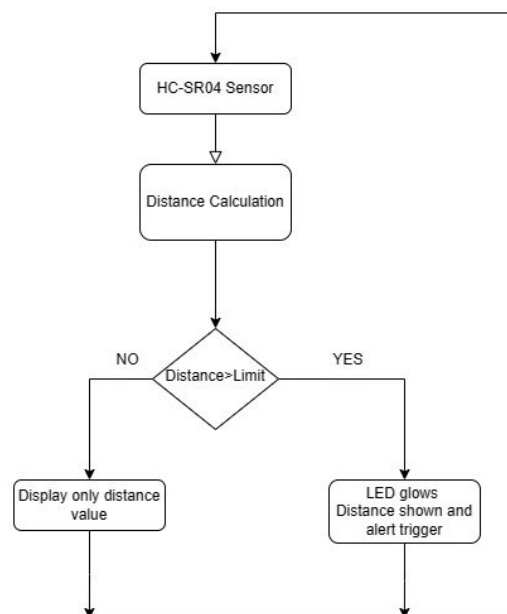 HC-SR04 Sensor
Distance Calculation
Distance>Limit
NO
YES
Display only distance
value
LED glows
Distance shown and
alert trigger